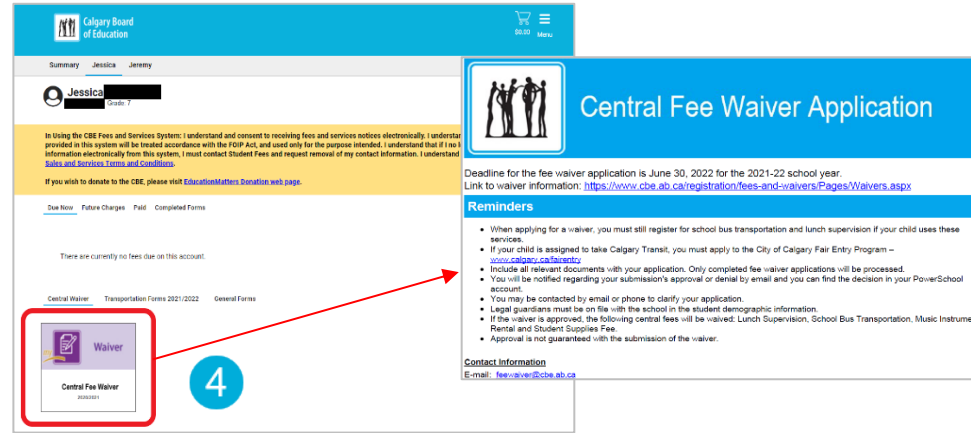 Calgary Board
of Education
$0.00 Menu
Summary Jessica Jeremy
Jessica
Grade: 7
In Using the CBE Fees and Services System: I understand and consent to receiving fees and services notices electronically. I understan
provided in this system will be treated accordance with the FOIP Act, and used only for the purpose intended. I understand that if I no l
information electronically from this system, I must contact Student Fees and request removal of my contact information. I understand
Sales and Services Terms and Conditions.
If you wish to donate to the CBE, please visit EducationMatters Donation web page.
Due Now Future Charges Paid Completed Forms
There are currently no fees due on this account.
Central Waiver Transportation Forms 2021/2022 General Forms
Waiver
Central Fee Waiver
2020/2021
4
Central Fee Waiver Application
Deadline for the fee waiver application is June 30, 2022 for the 2021-22 school year.
Link to waiver information: https://www.cbe.ab.ca/registration/fees-and-waivers/Pages/Waivers.aspx
Reminders
• When applying for a waiver, you must still register for school bus transportation and lunch supervision if your child uses these
services.
• If your child is assigned to take Calgary Transit, you must apply to the City of Calgary Fair Entry Program –
www.calgary.ca/fairentry
• Include all relevant documents with your application. Only completed fee waiver applications will be processed.
• You will be notified regarding your submission's approval or denial by email and you can find the decision in your PowerSchool
account.
• You may be contacted by email or phone to clarify your application.
• Legal guardians must be on file with the school in the student demographic information.
• If the waiver is approved, the following central fees will be waived: Lunch Supervision, School Bus Transportation, Music Instrume
Rental and Student Supplies Fee.
• Approval is not guaranteed with the submission of the waiver.
Contact Information
E-mail: feewaiver@cbe.ab.ca